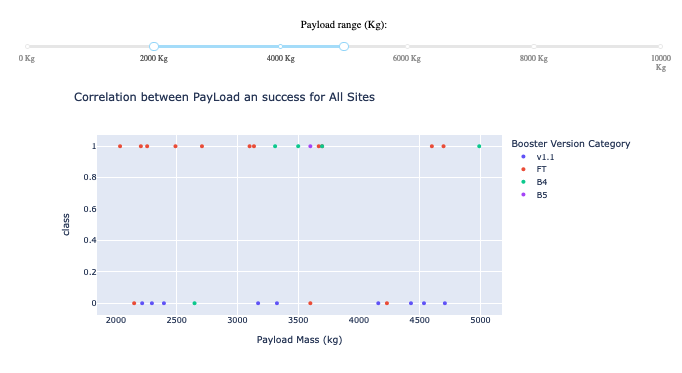 Payload range (Kg):
0 Kg 2000 Kg 4000 Kg 6000 Kg 8000 Kg 10000
Kg
Correlation between PayLoad an success for All Sites
Booster Version Category
v1.1
FT
B4
B5
1
0.8
0.6
0.4
0.2
0
class
2000 2500 3000 3500 4000 4500 5000
Payload Mass (kg)